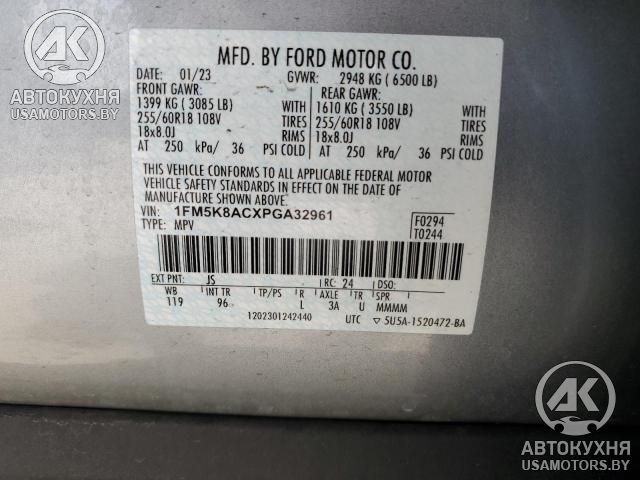 AK
АВТОКУХНЯ
USAMOTORS.BY
MFD. BY FORD MOTOR CO.
DATE: 01/23 GVWR: 2948 KG ( 6500 LB)
FRONT GAWR: REAR GAWR:
1399 KG ( 3085 LB) WITH 1610 KG ( 3550 LB) WITH
255/60R18 108V TIRES 255/60R18 108V TIRES
18x8.0J RIMS 18x8.0J RIMS
AT 250 kPa/ 36 PSI COLD AT 250 kPa/ 36 PSI COLD
THIS VEHICLE CONFORMS TO ALL APPLICABLE FEDERAL MOTOR
VEHICLE SAFETY STANDARDS IN EFFECT ON THE DATE OF
MANUFACTURE SHOWN ABOVE.
VIN: 1FM5K8ACXPGA32961 F0294
TYPE: MPV T0244
EXT PNT: JS RC: 24 DSO:
WB INT TR TP/PS R AXLE TR SPR
119 96 L 3A U MMMM
1202301242440 UTC ▽ 5U5A-1520472-BA
AK
АВТОКУХНЯ
USAMOTORS.BY